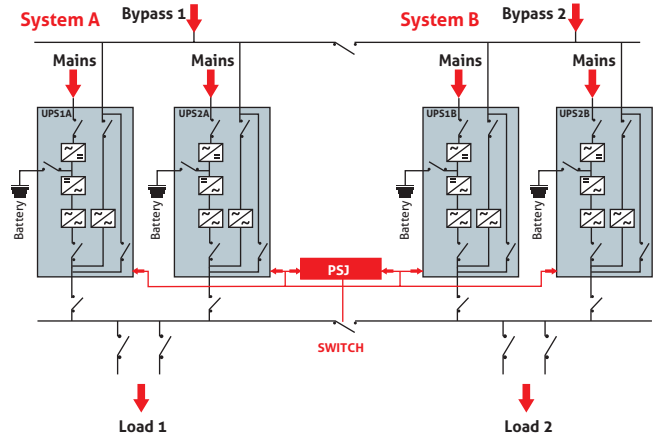 System A
Bypass 1
System B
Bypass 2
Mains
Mains
Mains
Mains
UPS1A
UPS2A
UPS1B
UPS2B
Battery
Battery
Battery
Battery
PSJ
SWITCH
Load 1
Load 2